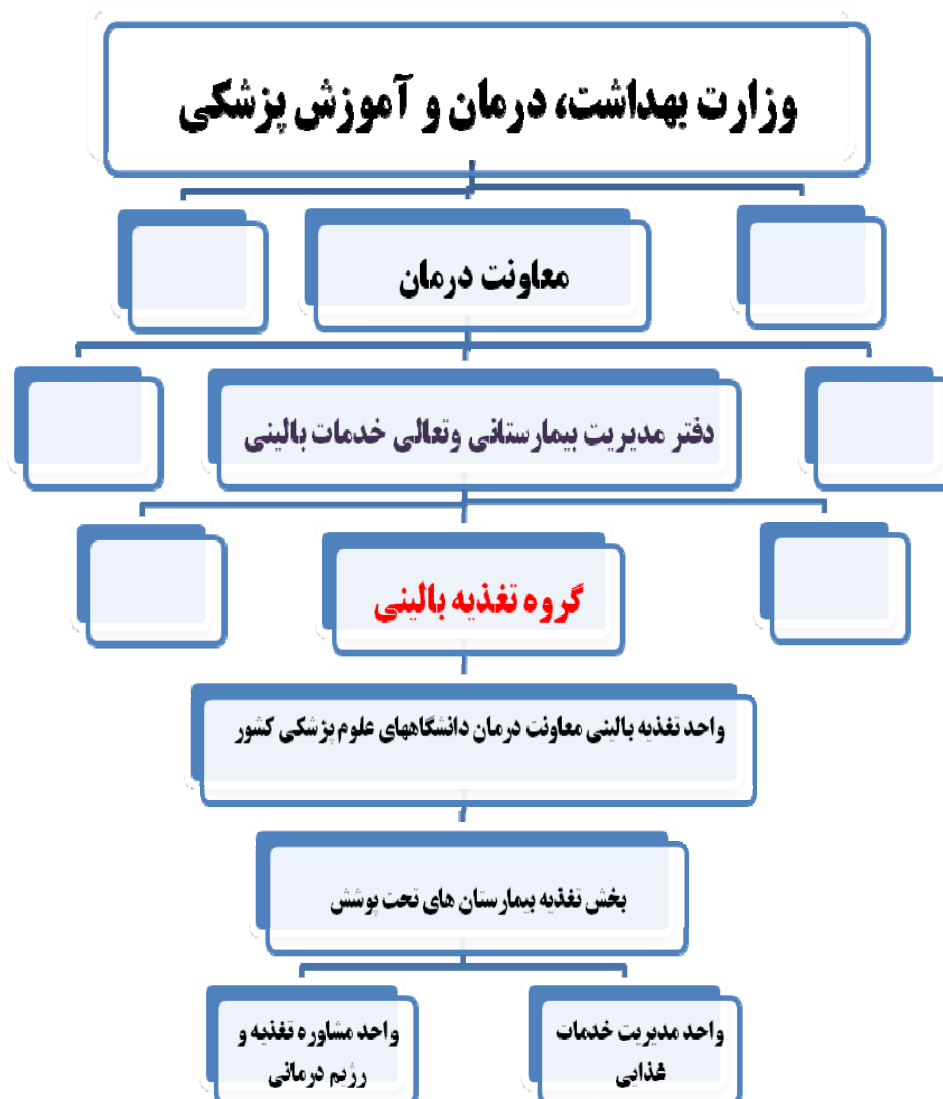 وزارت بهداشت، درمان و آموزش پزشکی
معاونت درمان
دفتر مدیریت بیمارستانی وتعالی خدمات بالینی
گروه تغذیه بالینی
واحد تغذیه بالینی معاونت درمان دانشگاههای علوم پزشکی کشور
بخش تغذیه بیمارستان های تحت پوشش
واحد مدیریت خدمات
غذایی
واحد مشاوره تغذیه و
رژیم درمانی